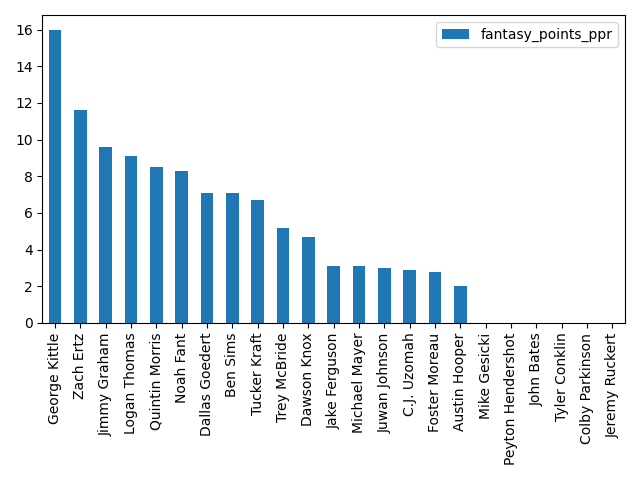 fantasy_points_ppr
16
14
12
10
8
6
4
2
0
George Kittle
Zach Ertz
Jimmy Graham
Logan Thomas
Quintin Morris
Noah Fant
Dallas Goedert
Ben Sims
Tucker Kraft
Trey McBride
Dawson Knox
Jake Ferguson
Michael Mayer
Juwan Johnson
C.J. Uzomah
Foster Moreau
Austin Hooper
Mike Gesicki
Peyton Hendershot
John Bates
Tyler Conklin
Colby Parkinson
Jeremy Ruckert